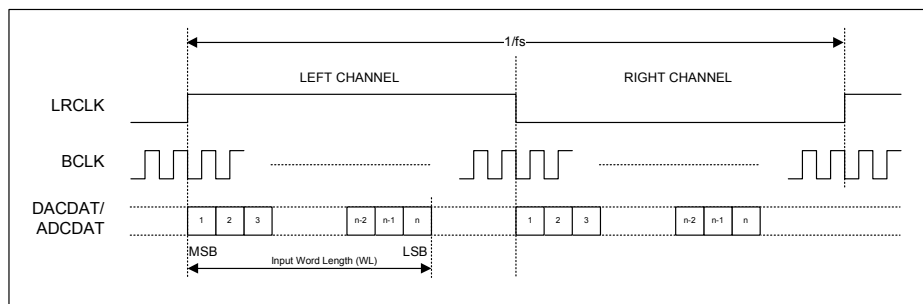 1/fs
LEFT CHANNEL RIGHT CHANNEL
LRCLK
BCLK
DACDAT/
ADCDAT
1 2 3 n-2 n-1 n 1 2 3 n-2 n-1 n
MSB LSB
Input Word Length (WL)